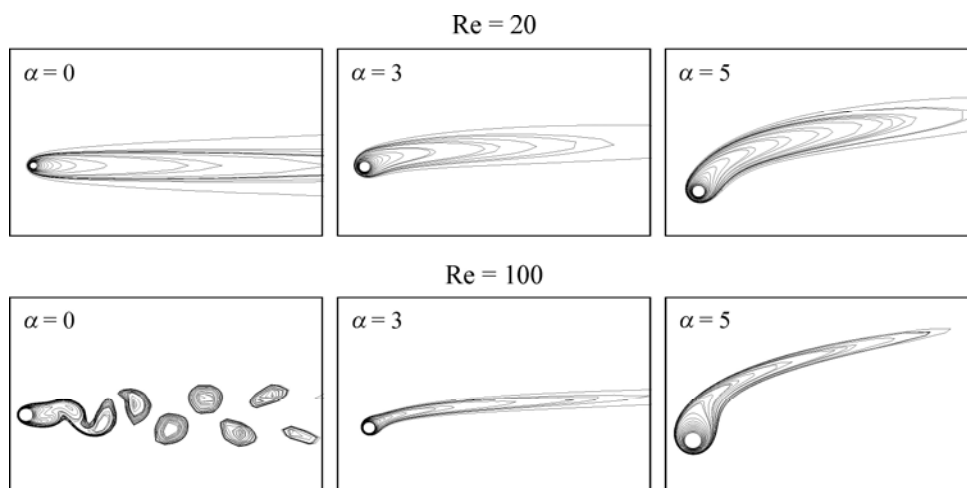 Re = 20
α = 0
α = 3
α = 5
Re = 100
α = 0
α = 3
α = 5